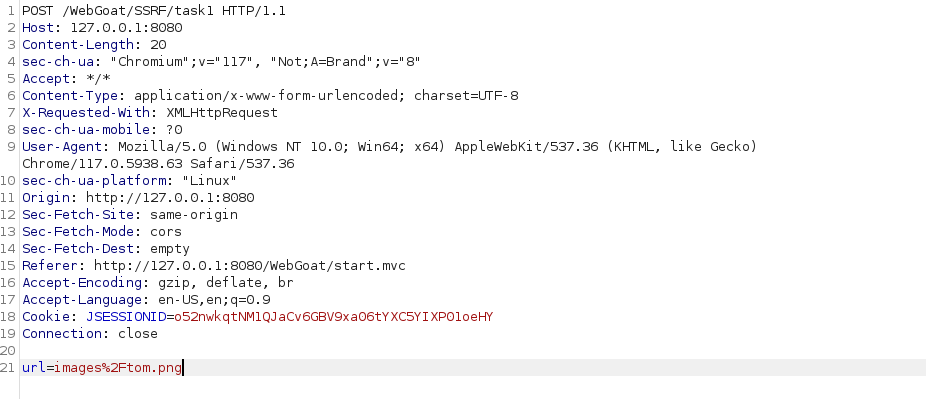 1 POST /WebGoat/SSRF/task1 HTTP/1.1
2 Host: 127.0.0.1:8080
3 Content-Length: 20
4 sec-ch-ua: "Chromium";v="117", "Not;A=Brand";v="8"
5 Accept: */*
6 Content-Type: application/x-www-form-urlencoded; charset=UTF-8
7 X-Requested-With: XMLHttpRequest
8 sec-ch-ua-mobile: ?0
9 User-Agent: Mozilla/5.0 (Windows NT 10.0; Win64; x64) AppleWebKit/537.36 (KHTML, like Gecko)
Chrome/117.0.5938.63 Safari/537.36
10 sec-ch-ua-platform: "Linux"
11 Origin: http://127.0.0.1:8080
12 Sec-Fetch-Site: same-origin
13 Sec-Fetch-Mode: cors
14 Sec-Fetch-Dest: empty
15 Referer: http://127.0.0.1:8080/WebGoat/start.mvc
16 Accept-Encoding: gzip, deflate, br
17 Accept-Language: en-US,en;q=0.9
18 Cookie: JSESSIONID=o52nwkqtNM1QJaCv6GBV9xaO6tYXC5YIXPO1oeHY
19 Connection: close
20
21 url=images%2Ftom.png